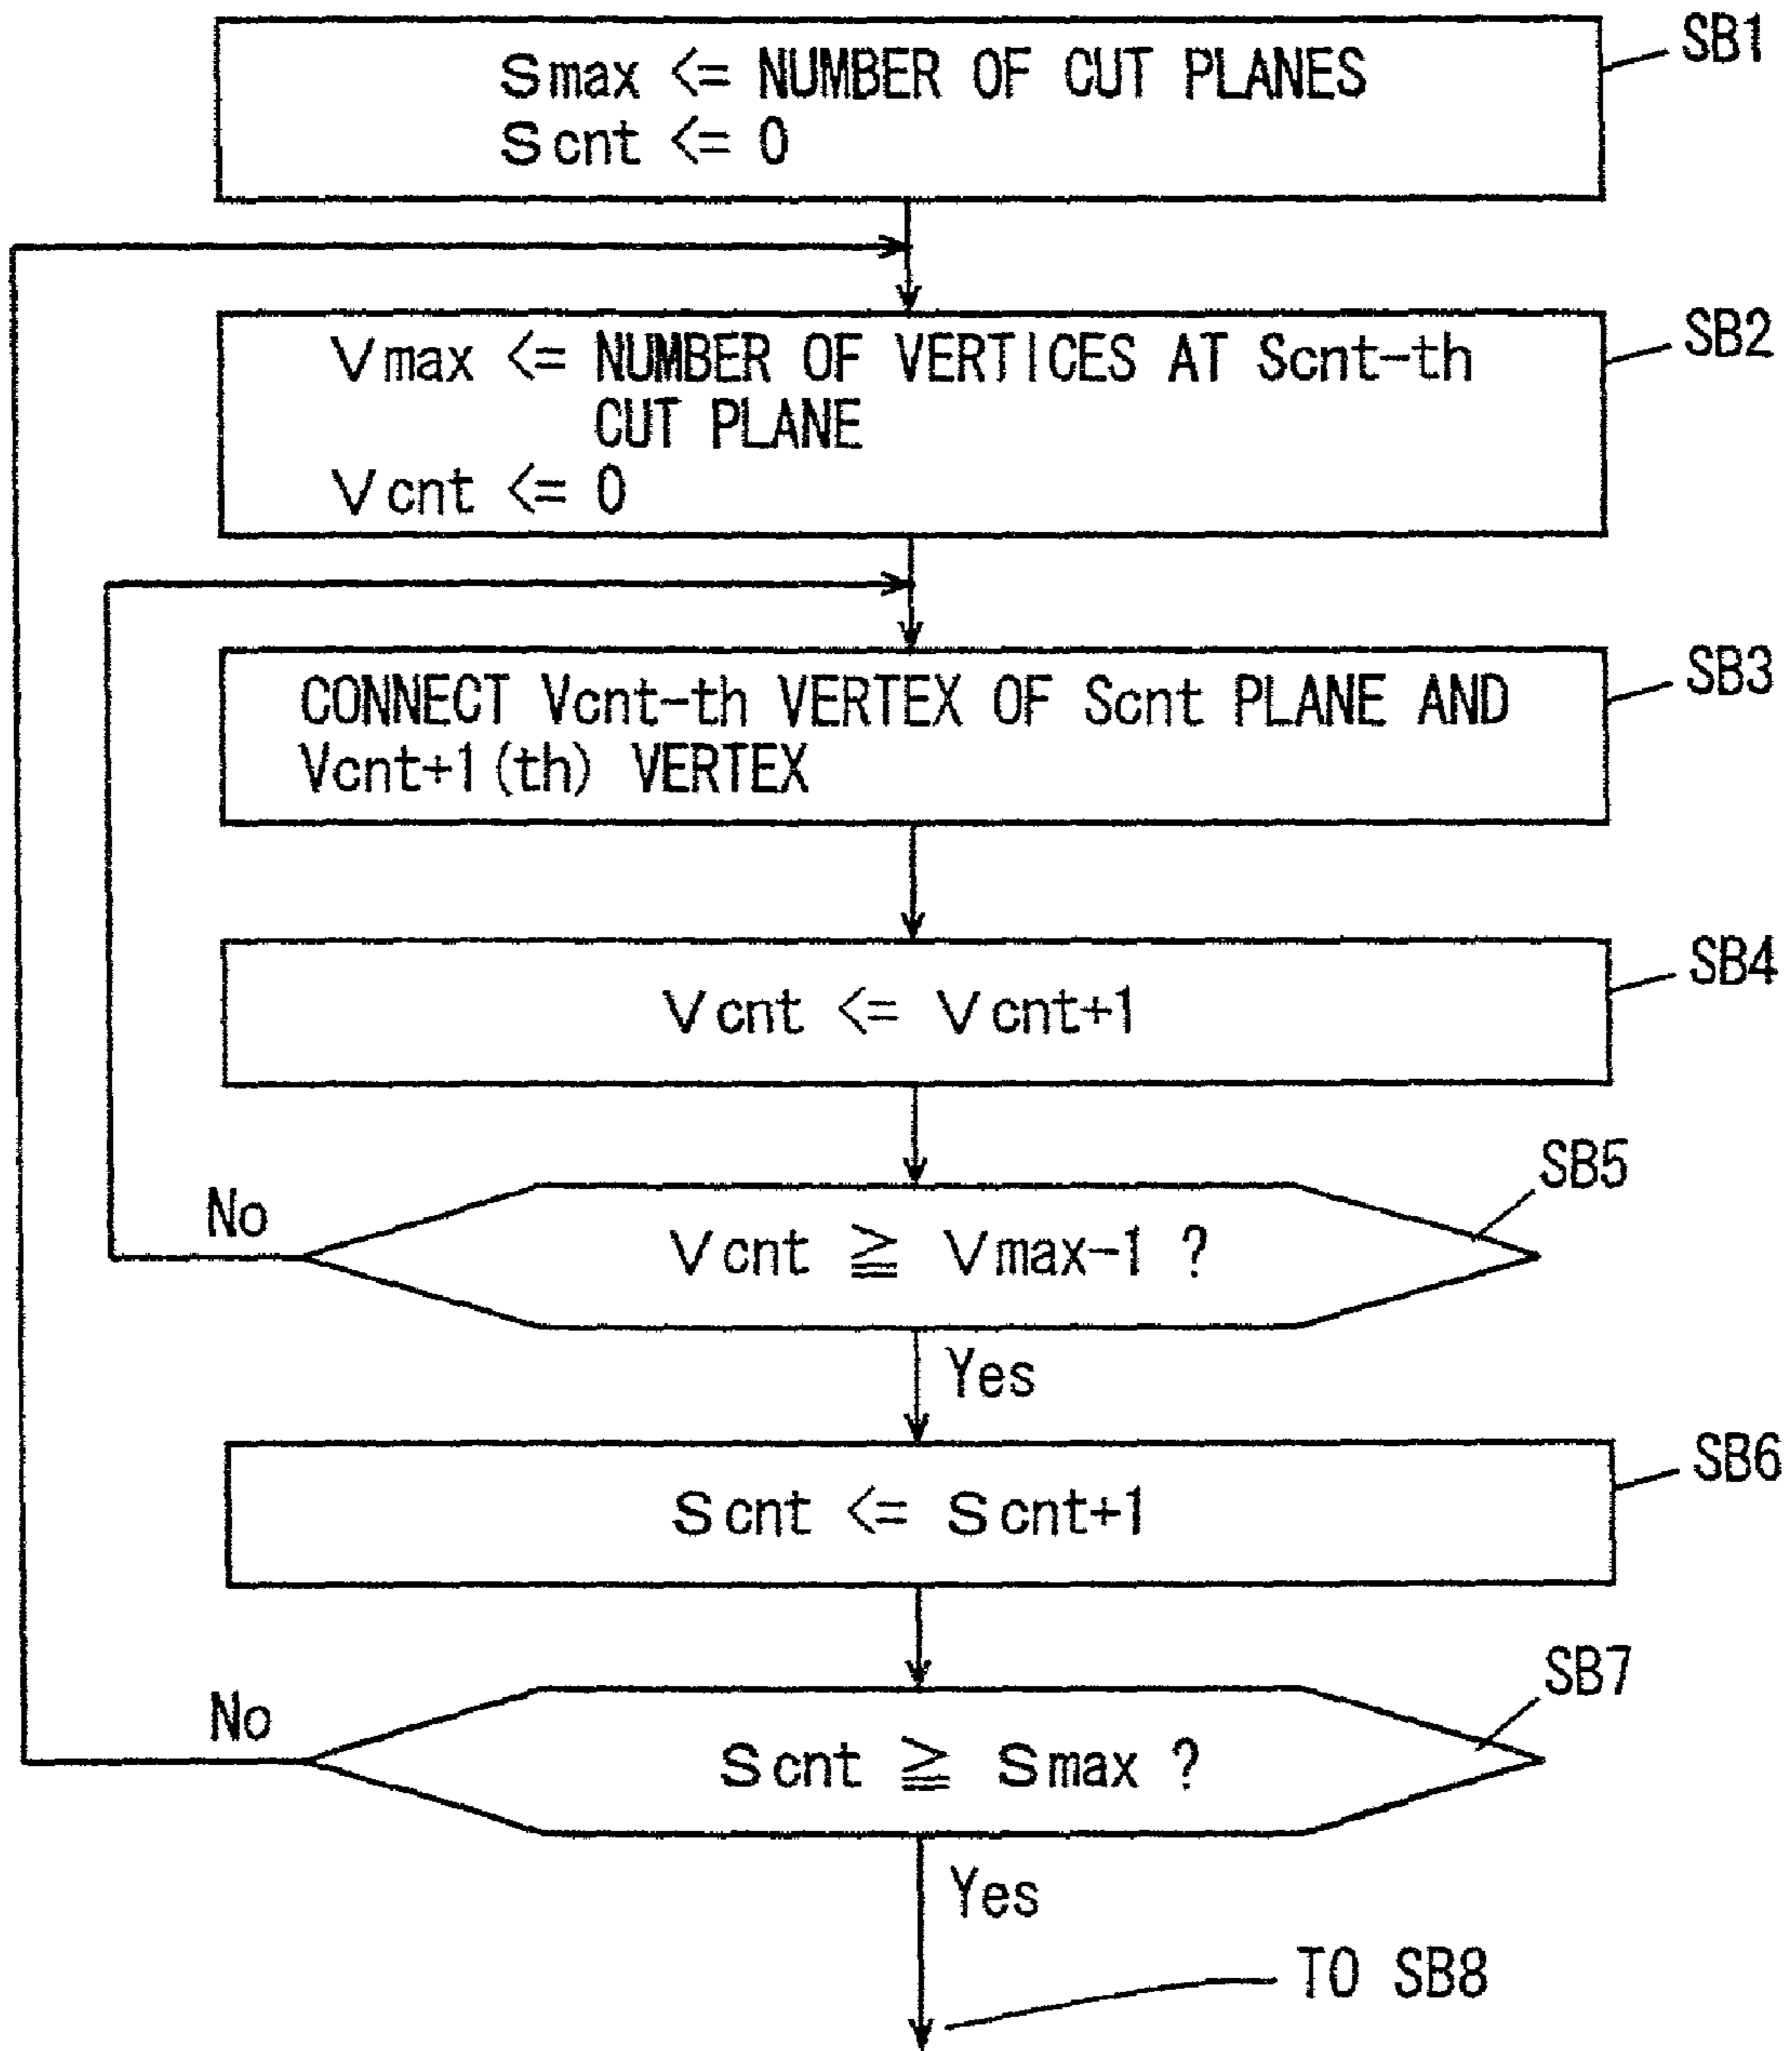 Smax <= NUMBER OF CUT PLANES
Scnt <= 0
SB1
Vmax <= NUMBER OF VERTICES AT Scnt-th
CUT PLANE
Vcnt <= 0
SB2
CONNECT Vcnt-th VERTEX OF Scnt PLANE AND
Vcnt+1(th) VERTEX
SB3
Vcnt <= Vcnt+1
SB4
Vcnt ≧ Vmax-1 ?
SB5
No
Yes
Scnt <= Scnt+1
SB6
Scnt ≧ Smax ?
SB7
No
Yes
TO SB8